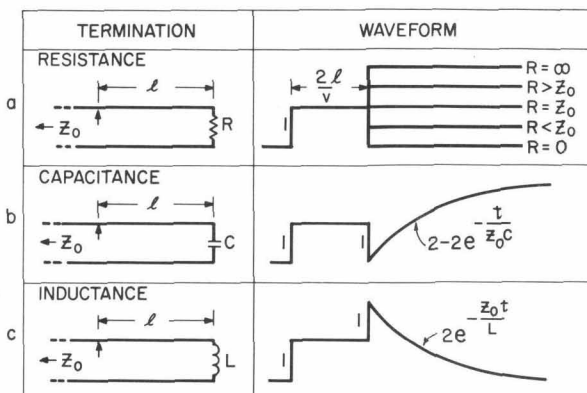 TERMINATION
WAVEFORM
a
RESISTANCE
ℓ
Z₀
R
2ℓ/v
1
R = ∞
R > Z₀
R = Z₀
R < Z₀
R = 0
b
CAPACITANCE
ℓ
Z₀
C
1
1
2-2e^(-t/Z₀C)
c
INDUCTANCE
ℓ
Z₀
L
1
1
2e^(-Z₀t/L)